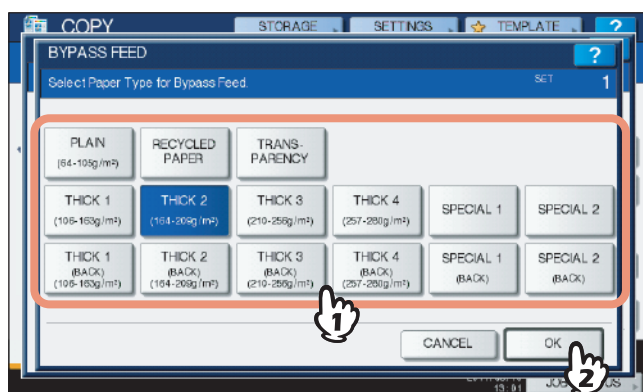 COPY STORAGE SETTINGS TEMPLATE ?
BYPASS FEED ?
Select Paper Type for Bypass Feed. SET 1
PLAIN RECYCLED TRANS-
(64-105g/m²) PAPER PARENCY
THICK 1 THICK 2 THICK 3 THICK 4 SPECIAL 1 SPECIAL 2
(106-163g/m²) (164-209g/m²) (210-256g/m²) (257-280g/m²)
THICK 1 THICK 2 THICK 3 THICK 4 SPECIAL 1 SPECIAL 2
(BACK) (BACK) (BACK) (BACK) (BACK) (BACK)
(106-163g/m²) (164-209g/m²) (210-256g/m²) (257-280g/m²)
1
CANCEL OK
2
13:01